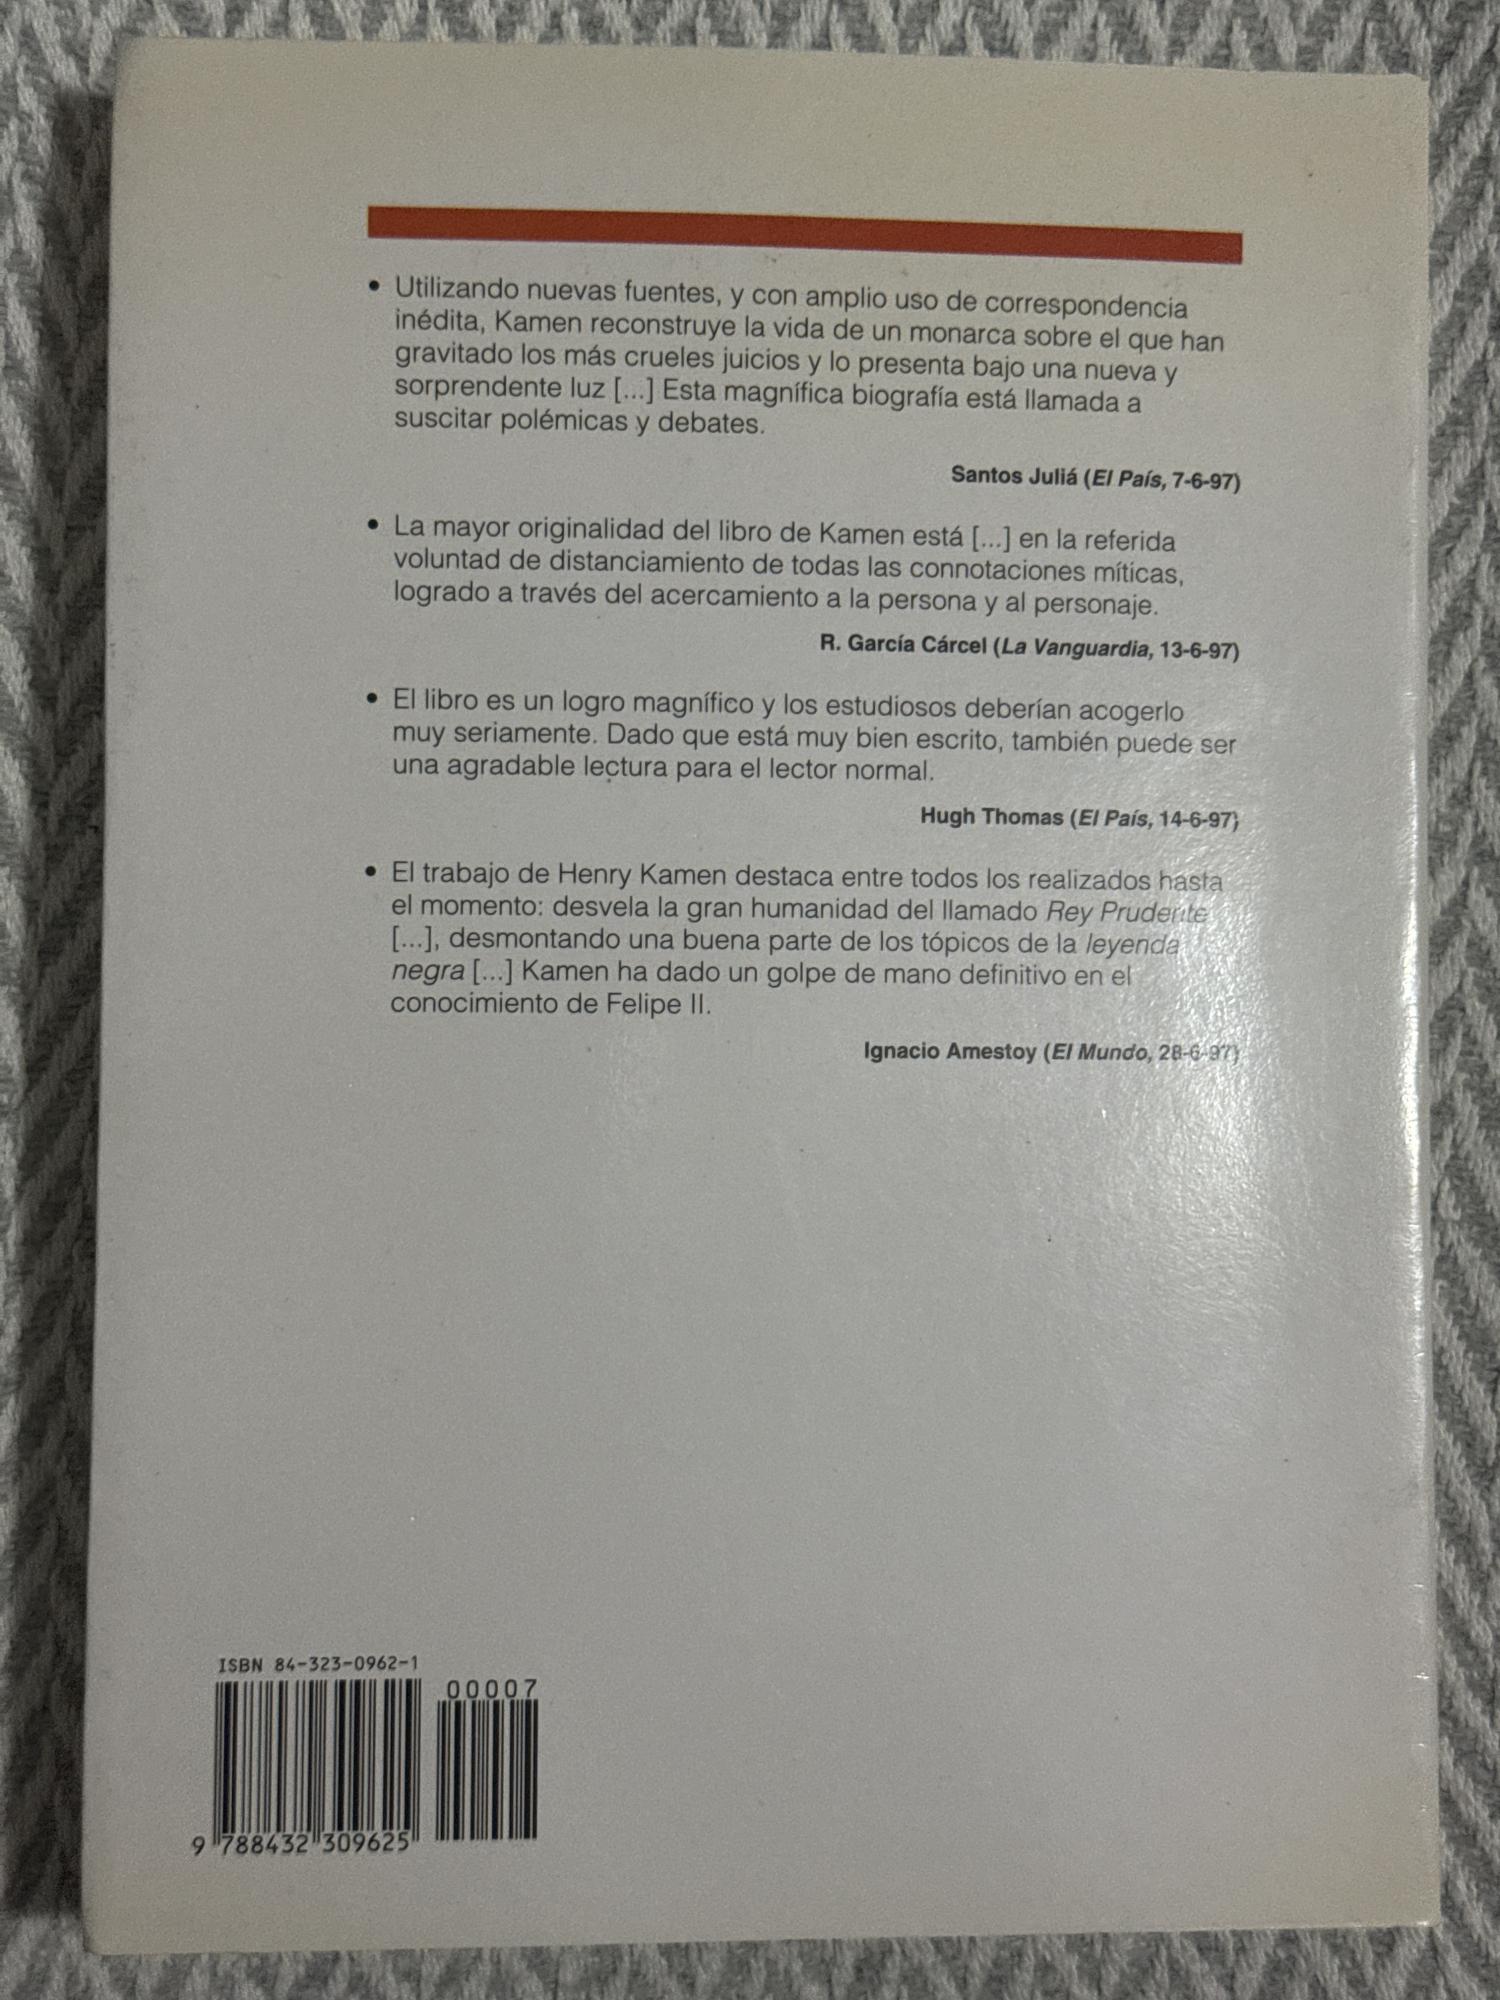 • Utilizando nuevas fuentes, y con amplio uso de correspondencia
inédita, Kamen reconstruye la vida de un monarca sobre el que han
gravitado los más crueles juicios y lo presenta bajo una nueva y
sorprendente luz [...] Esta magnífica biografía está llamada a
suscitar polémicas y debates.
Santos Juliá (El País, 7-6-97)
• La mayor originalidad del libro de Kamen está [...] en la referida
voluntad de distanciamiento de todas las connotaciones míticas,
logrado a través del acercamiento a la persona y al personaje.
R. García Cárcel (La Vanguardia, 13-6-97)
• El libro es un logro magnífico y los estudiosos deberían acogerlo
muy seriamente. Dado que está muy bien escrito, también puede ser
una agradable lectura para el lector normal.
Hugh Thomas (El País, 14-6-97)
• El trabajo de Henry Kamen destaca entre todos los realizados hasta
el momento: desvela la gran humanidad del llamado Rey Prudente
[...], desmontando una buena parte de los tópicos de la leyenda
negra [...] Kamen ha dado un golpe de mano definitivo en el
conocimiento de Felipe II.
Ignacio Amestoy (El Mundo, 28-6-97)
ISBN 84-323-0962-1
00007
9 788432 309625